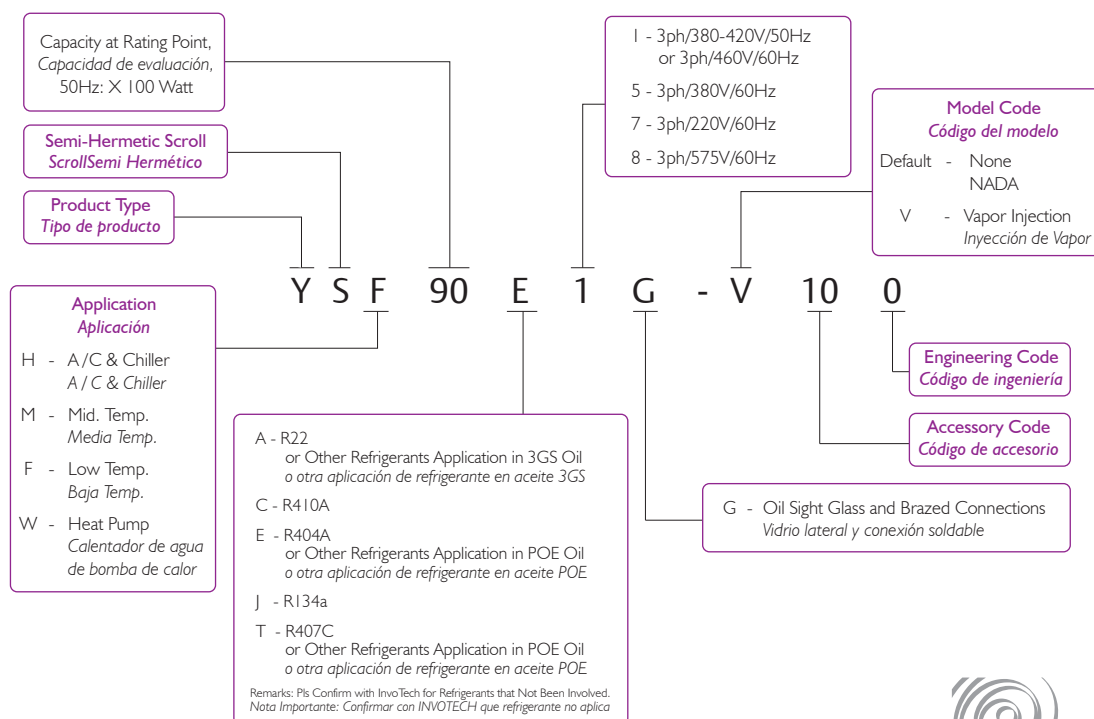 Capacity at Rating Point,
Capacidad de evaluación,
50Hz: X 100 Watt
Semi-Hermetic Scroll
ScrollSemi Hermético
Product Type
Tipo de producto
1 - 3ph/380-420V/50Hz
or 3ph/460V/60Hz
5 - 3ph/380V/60Hz
7 - 3ph/220V/60Hz
8 - 3ph/575V/60Hz
Model Code
Código del modelo
Default - None
NADA
V - Vapor Injection
Inyección de Vapor
Y S F 90 E 1 G - V 10 0
Application
Aplicación
H - A/C & Chiller
A / C & Chiller
M - Mid. Temp.
Media Temp.
F - Low Temp.
Baja Temp.
W - Heat Pump
Calentador de agua
de bomba de calor
A - R22
or Other Refrigerants Application in 3GS Oil
o otra aplicación de refrigerante en aceite 3GS
C - R410A
E - R404A
or Other Refrigerants Application in POE Oil
o otra aplicación de refrigerante en aceite POE
J - R134a
T - R407C
or Other Refrigerants Application in POE Oil
o otra aplicación de refrigerante en aceite POE
Remarks: Pls Confirm with InvoTech for Refrigerants that Not Been Involved.
Nota Importante: Confirmar con INVOTECH que refrigerante no aplica
Engineering Code
Código de ingeniería
Accessory Code
Código de accesorio
G - Oil Sight Glass and Brazed Connections
Vidrio lateral y conexión soldable